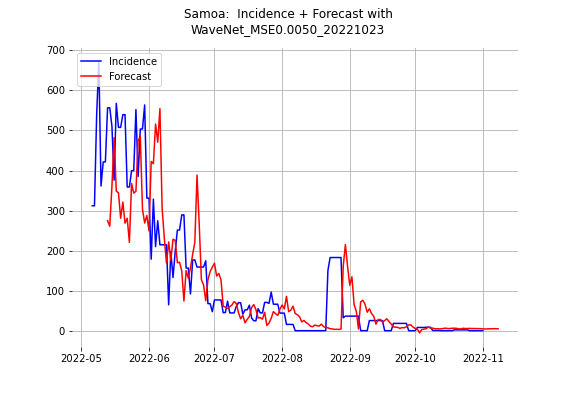 Samoa:  Incidence + Forecast with
WaveNet_MSE0.0050_20221023
Incidence
Forecast
700
600
500
400
300
200
100
0
2022-05 2022-06 2022-07 2022-08 2022-09 2022-10 2022-11